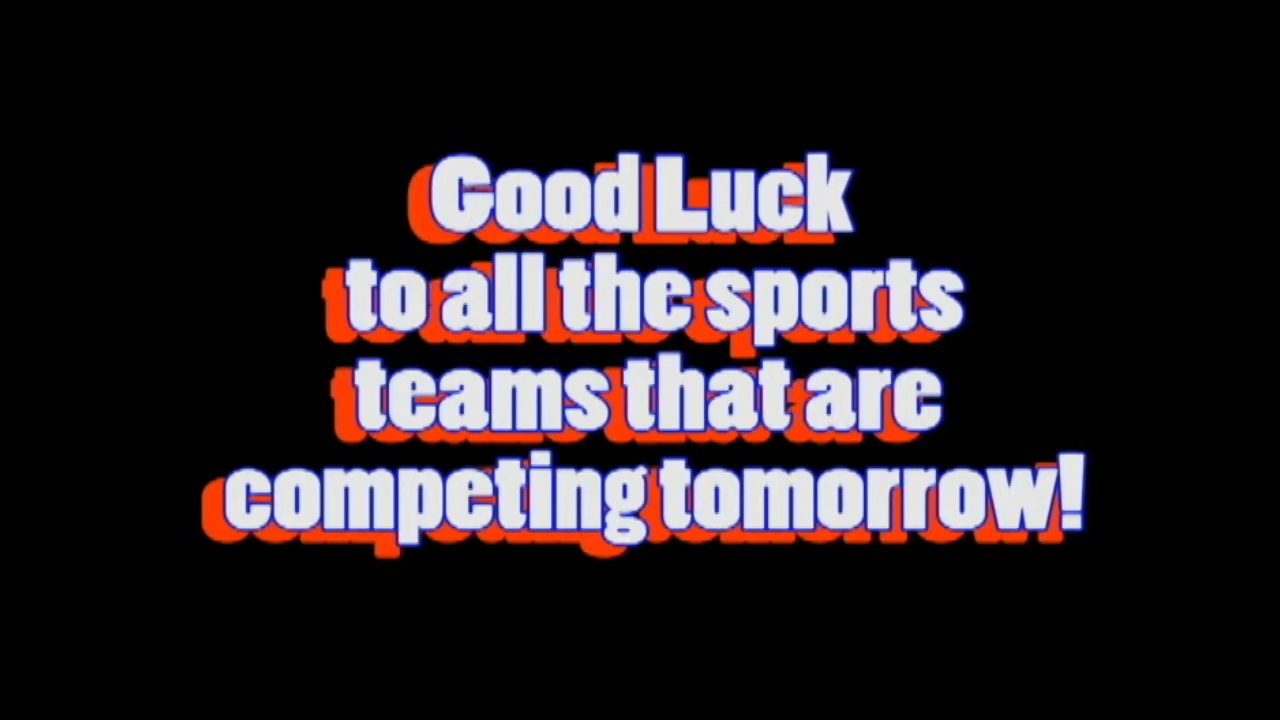 Good Luck
to all the sports
teams that are
competing tomorrow!